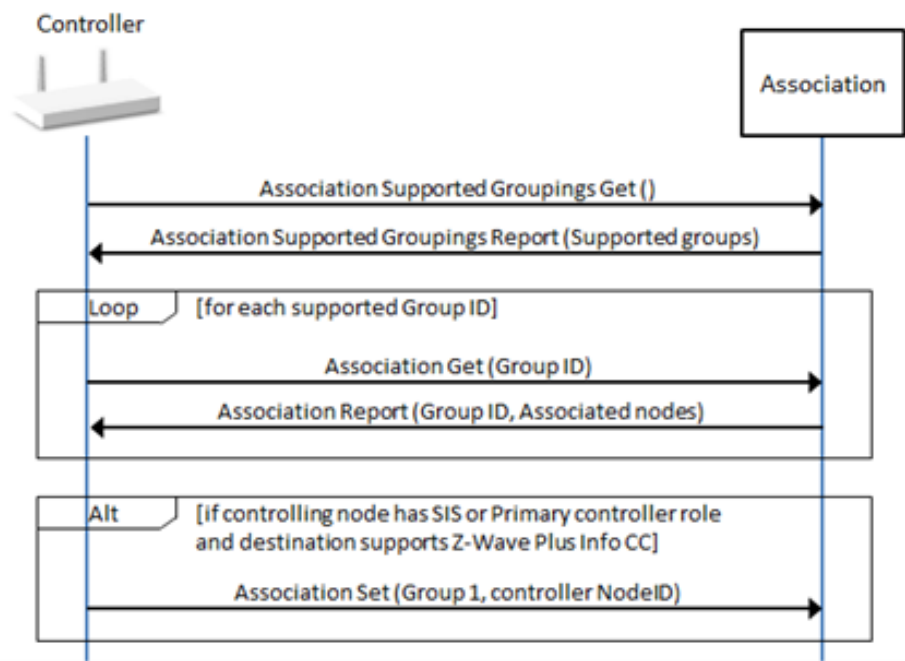 Controller
Association
Association Supported Groupings Get ()
Association Supported Groupings Report (Supported groups)
Loop [for each supported Group ID]
Association Get (Group ID)
Association Report (Group ID, Associated nodes)
Alt [if controlling node has SIS or Primary controller role
and destination supports Z-Wave Plus Info CC]
Association Set (Group 1, controller NodeID)